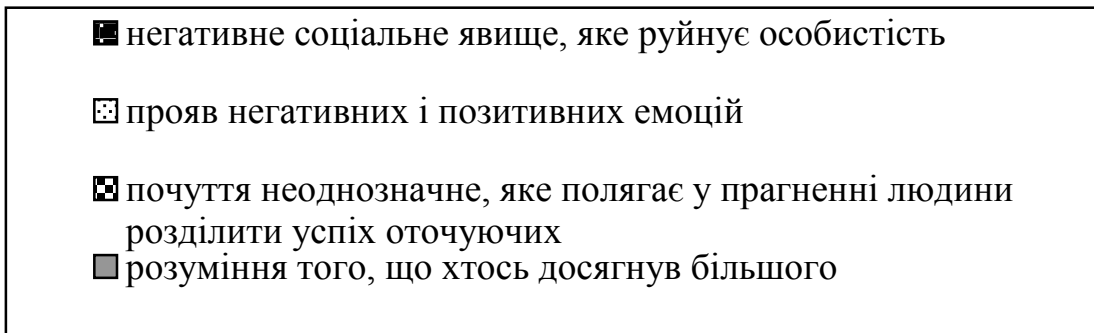 негативне соціальне явище, яке руйнує особистість
прояв негативних і позитивних емоцій
почуття неоднозначне, яке полягає у прагненні людини
розділити успіх оточуючих
розуміння того, що хтось досягнув більшого